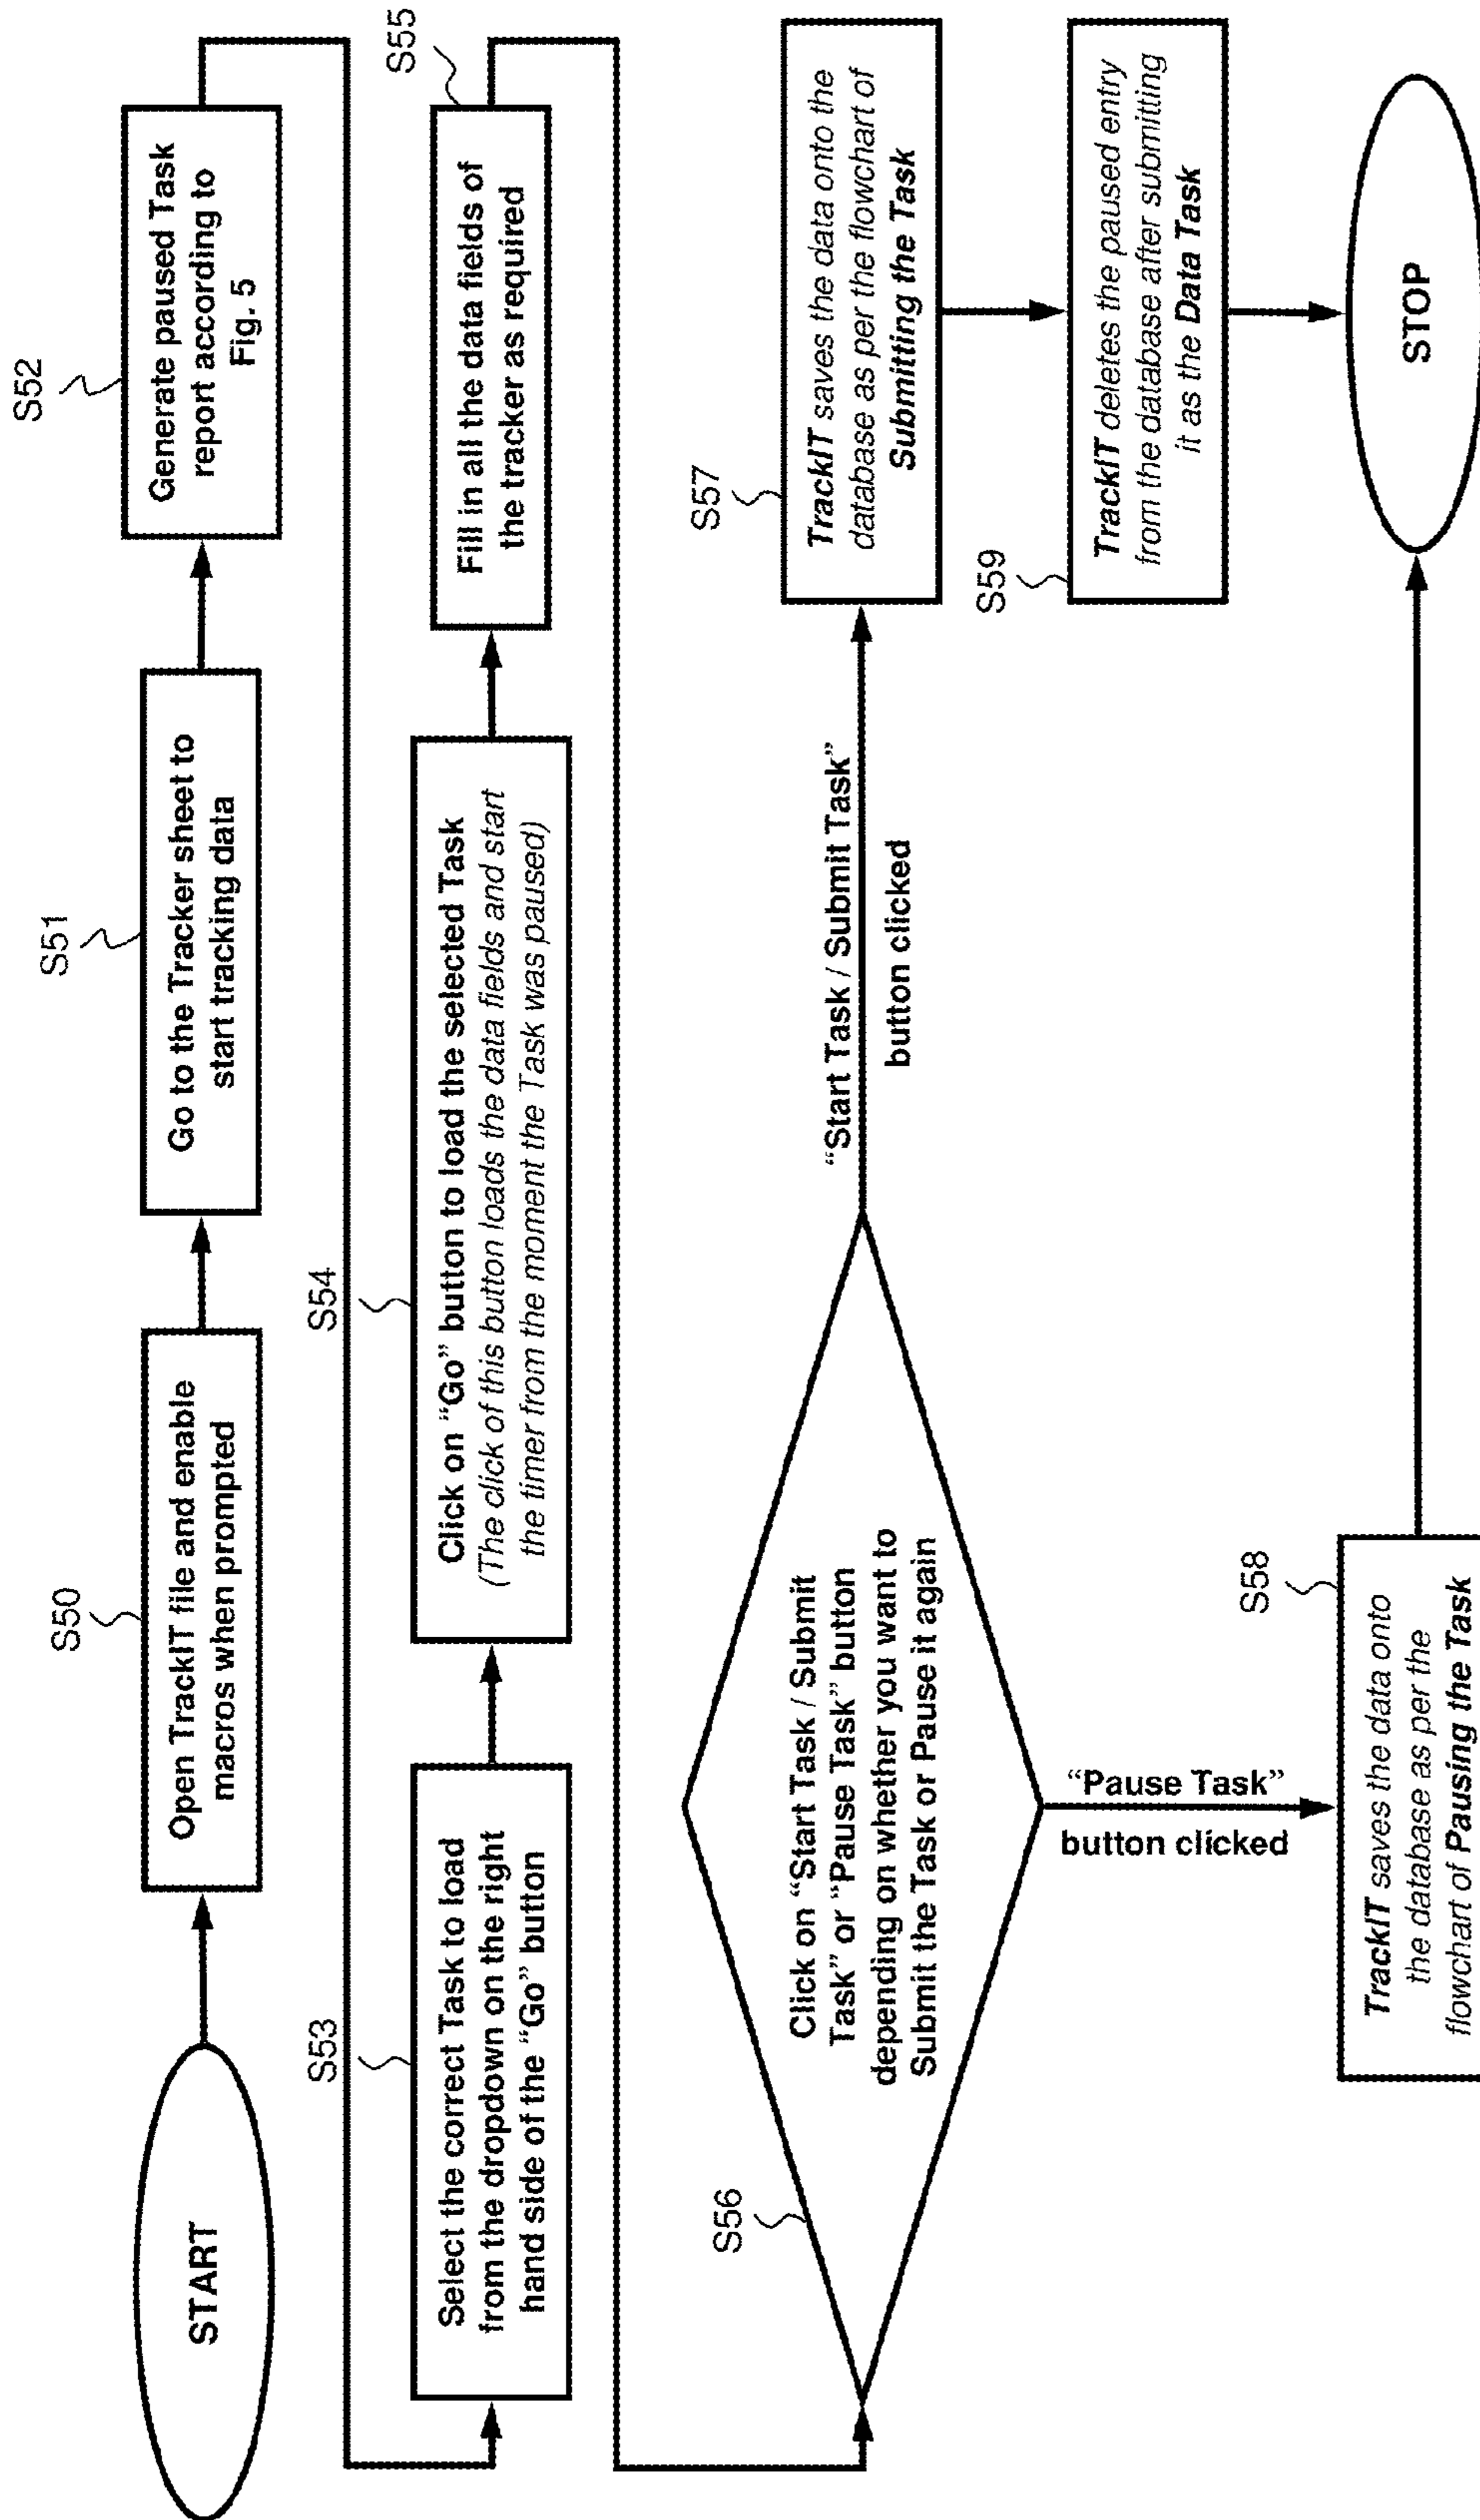 START
S50
Open TrackIT file and enable
macros when prompted
S51
Go to the Tracker sheet to
start tracking data
S52
Generate paused Task
report according to
Fig. 5
S53
Select the correct Task to load
from the dropdown on the right
hand side of the “Go” button
S54
Click on “Go” button to load the selected Task
(The click of this button loads the data fields and start
the timer from the moment the Task was paused)
S55
Fill in all the data fields of
the tracker as required
S56
Click on “Start Task / Submit
Task” or “Pause Task” button
depending on whether you want to
Submit the Task or Pause it again
“Start Task / Submit Task”
button clicked
S57
TrackIT saves the data onto the
database as per the flowchart of
Submitting the Task
S59
TrackIT deletes the paused entry
from the database after submitting
it as the Data Task
“Pause Task”
button clicked
S58
TrackIT saves the data onto
the database as per the
flowchart of Pausing the Task
STOP